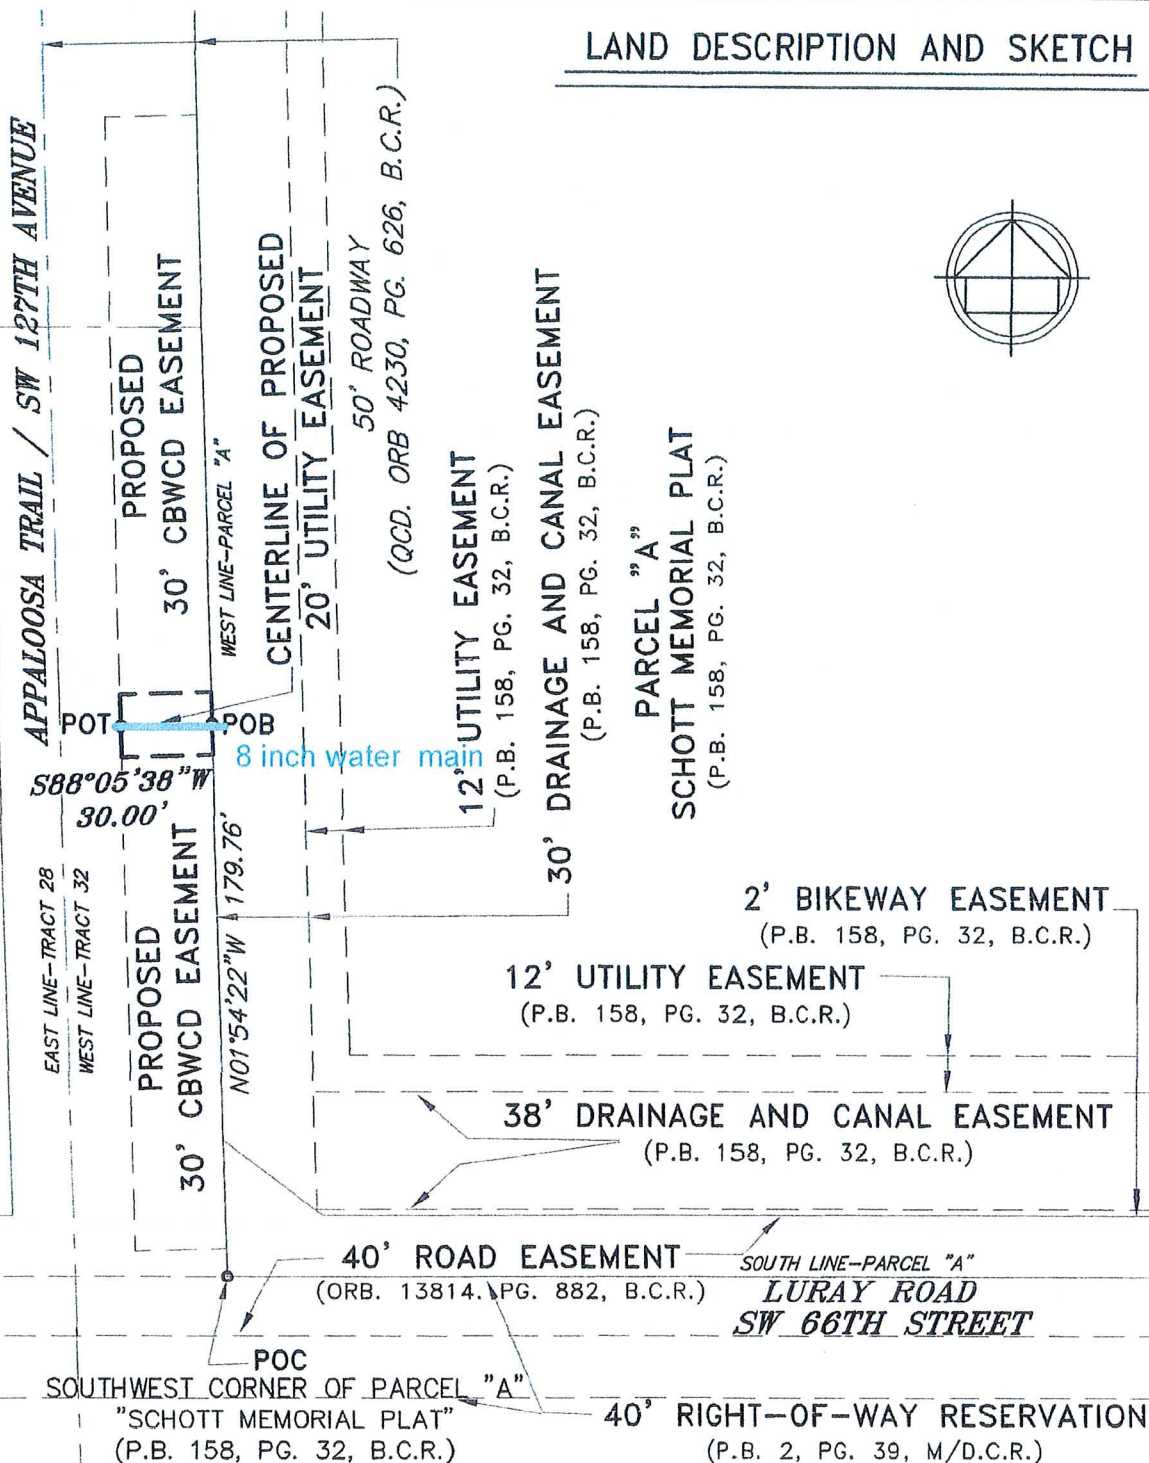 LAND DESCRIPTION AND SKETCH
APPALOOSA TRAIL / SW 127TH AVENUE
PROPOSED
30' CBWCD EASEMENT
WEST LINE-PARCEL "A"
CENTERLINE OF PROPOSED
20' UTILITY EASEMENT
50' ROADWAY
(QCD. ORB 4230, PG. 626, B.C.R.)
12' UTILITY EASEMENT
(P.B. 158, PG. 32, B.C.R.)
30' DRAINAGE AND CANAL EASEMENT
(P.B. 158, PG. 32, B.C.R.)
PARCEL "A"
SCHOTT MEMORIAL PLAT
(P.B. 158, PG. 32, B.C.R.)
POT
POB
8 inch water main
S88°05'38"W
30.00'
EAST LINE-TRACT 28
WEST LINE-TRACT 32
PROPOSED
30' CBWCD EASEMENT
N01°54'22"W 179.76'
2' BIKEWAY EASEMENT
(P.B. 158, PG. 32, B.C.R.)
12' UTILITY EASEMENT
(P.B. 158, PG. 32, B.C.R.)
38' DRAINAGE AND CANAL EASEMENT
(P.B. 158, PG. 32, B.C.R.)
40' ROAD EASEMENT
(ORB. 13814. PG. 882, B.C.R.)
SOUTH LINE-PARCEL "A"
LURAY ROAD
SW 66TH STREET
POC
SOUTHWEST CORNER OF PARCEL "A"
"SCHOTT MEMORIAL PLAT"
(P.B. 158, PG. 32, B.C.R.)
40' RIGHT-OF-WAY RESERVATION
(P.B. 2, PG. 39, M/D.C.R.)